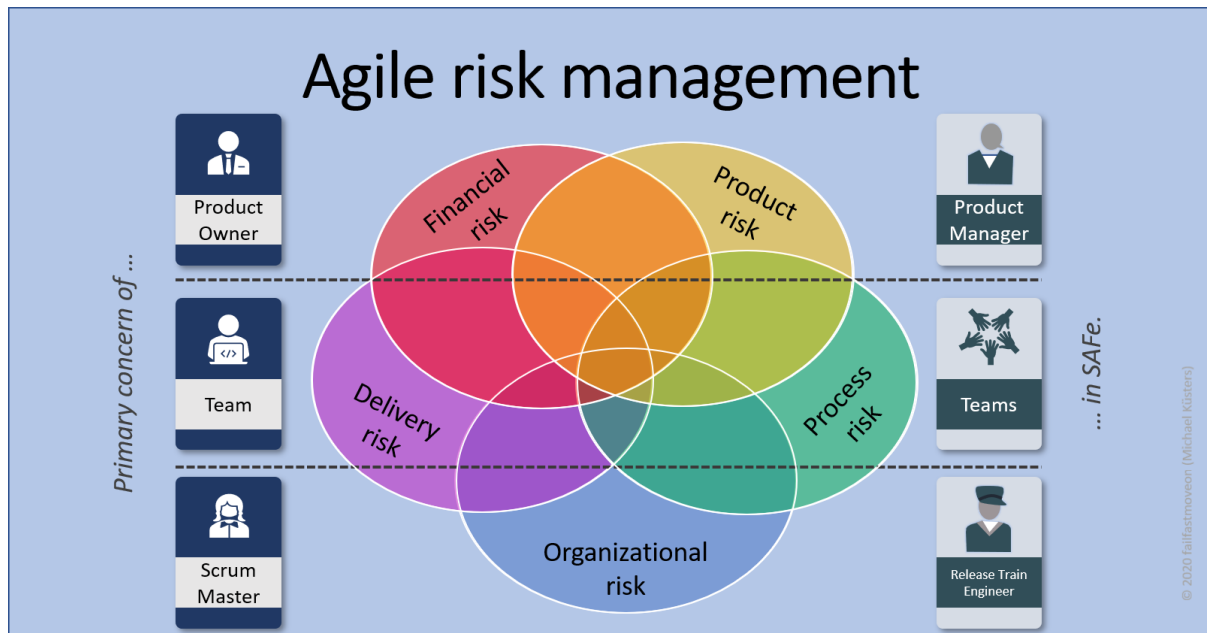 Agile risk management
Primary concern of ...
Product
Owner
Team
Scrum
Master
Financial
risk
Product
risk
Delivery
risk
Process
risk
Organizational
risk
Product
Manager
Teams
Release Train
Engineer
... in SAFe.
</>
© 2020 failfastmoveon (Michael Küsters)